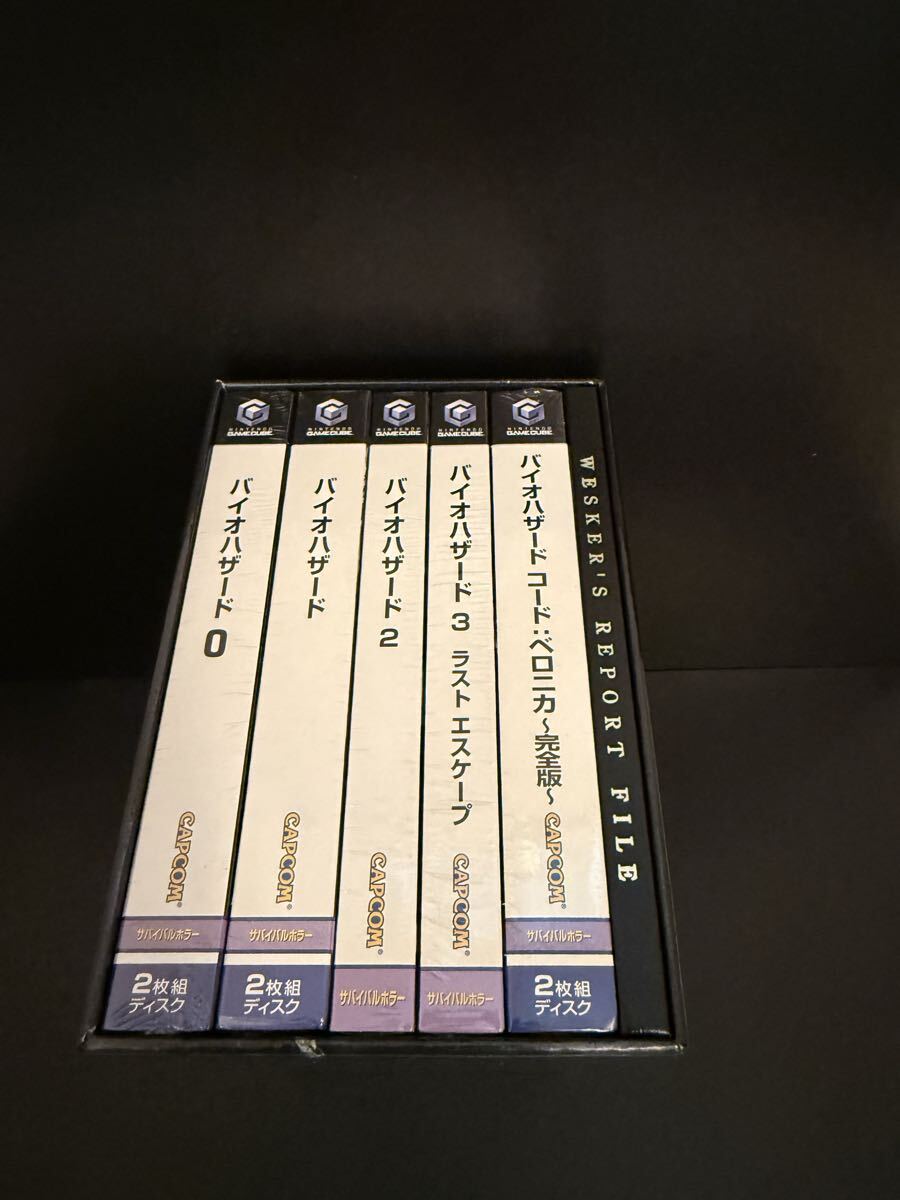 NINTENDO
GAMECUBE
バイオハザード 0
CAPCOM
サバイバルホラー
2枚組
ディスク
NINTENDO
GAMECUBE
バイオハザード
CAPCOM
サバイバルホラー
2枚組
ディスク
NINTENDO
GAMECUBE
バイオハザード 2
CAPCOM
サバイバルホラー
NINTENDO
GAMECUBE
バイオハザード 3 ラスト エスケープ
CAPCOM
サバイバルホラー
NINTENDO
GAMECUBE
バイオハザード コード:ベロニカ ~完全版~
CAPCOM
サバイバルホラー
2枚組
ディスク
WESKER'S REPORT FILE